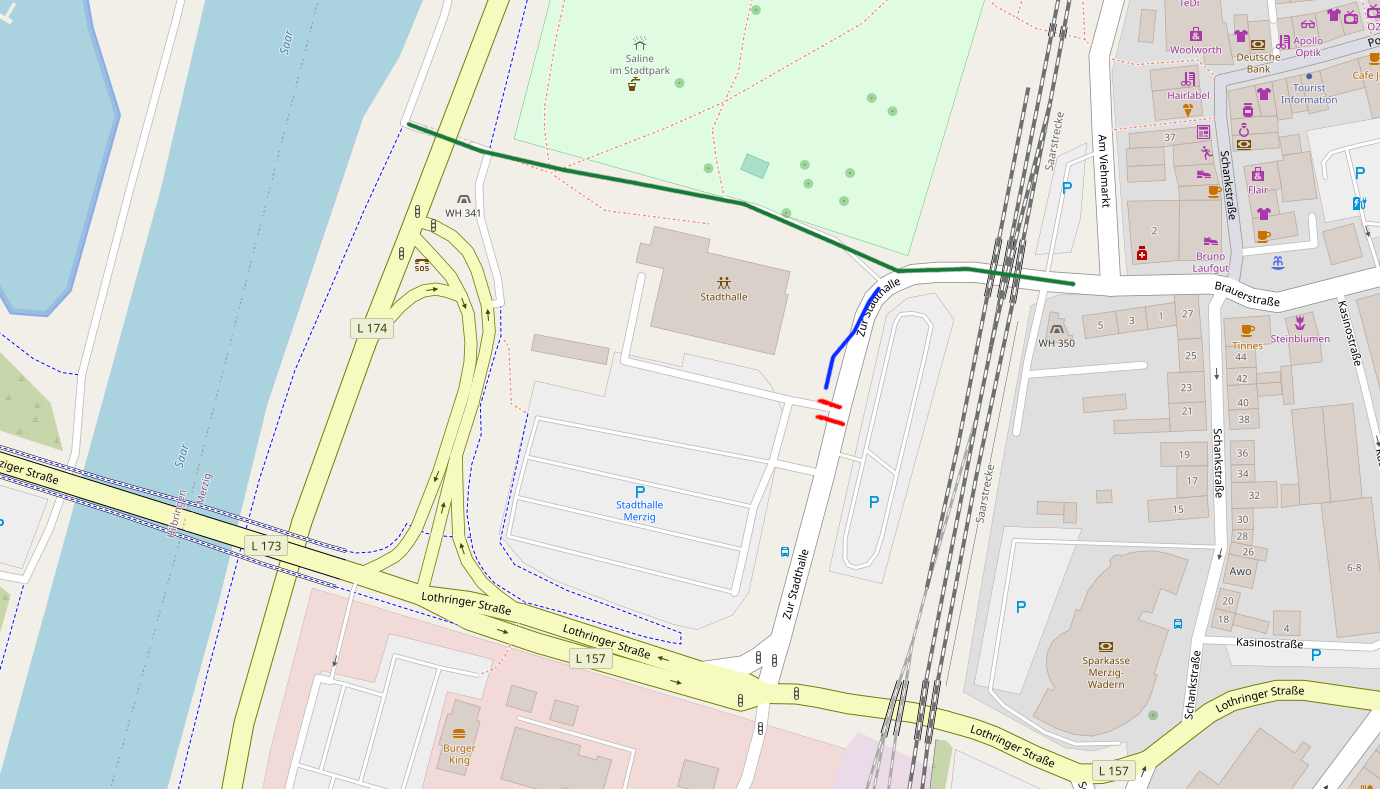 TeDi
O2
Saar
Woolworth
Apollo
Optik
Deutsche
Bank
Saline
im Stadtpark
Hairlabel
Tourist
Information
37
Saarstrecke
Am Viehmarkt
Schankstraße
P
P
Flair
WH 341
2
Bruno
Laufgut
SOS
Stadthalle
Zur Stadthalle
Brauerstraße
L 174
WH 350
5
3
1
27
Tinnes
Steinblumen
Kasinostraße
25
44
42
23
40
21
38
Saar
19
36
34
17
32
15
30
28
26
Awo
6-8
20
18
4
Schankstraße
Saarstrecke
P
Stadthalle
Merzig
P
Merzig
L 173
Zur Stadthalle
P
Lothringer Straße
Lothringer Straße
L 157
Kasinostraße
P
Sparkasse
Merzig-
Wadern
Schankstraße
Lothringer Straße
Lothringer Straße
L 157
Burger
King